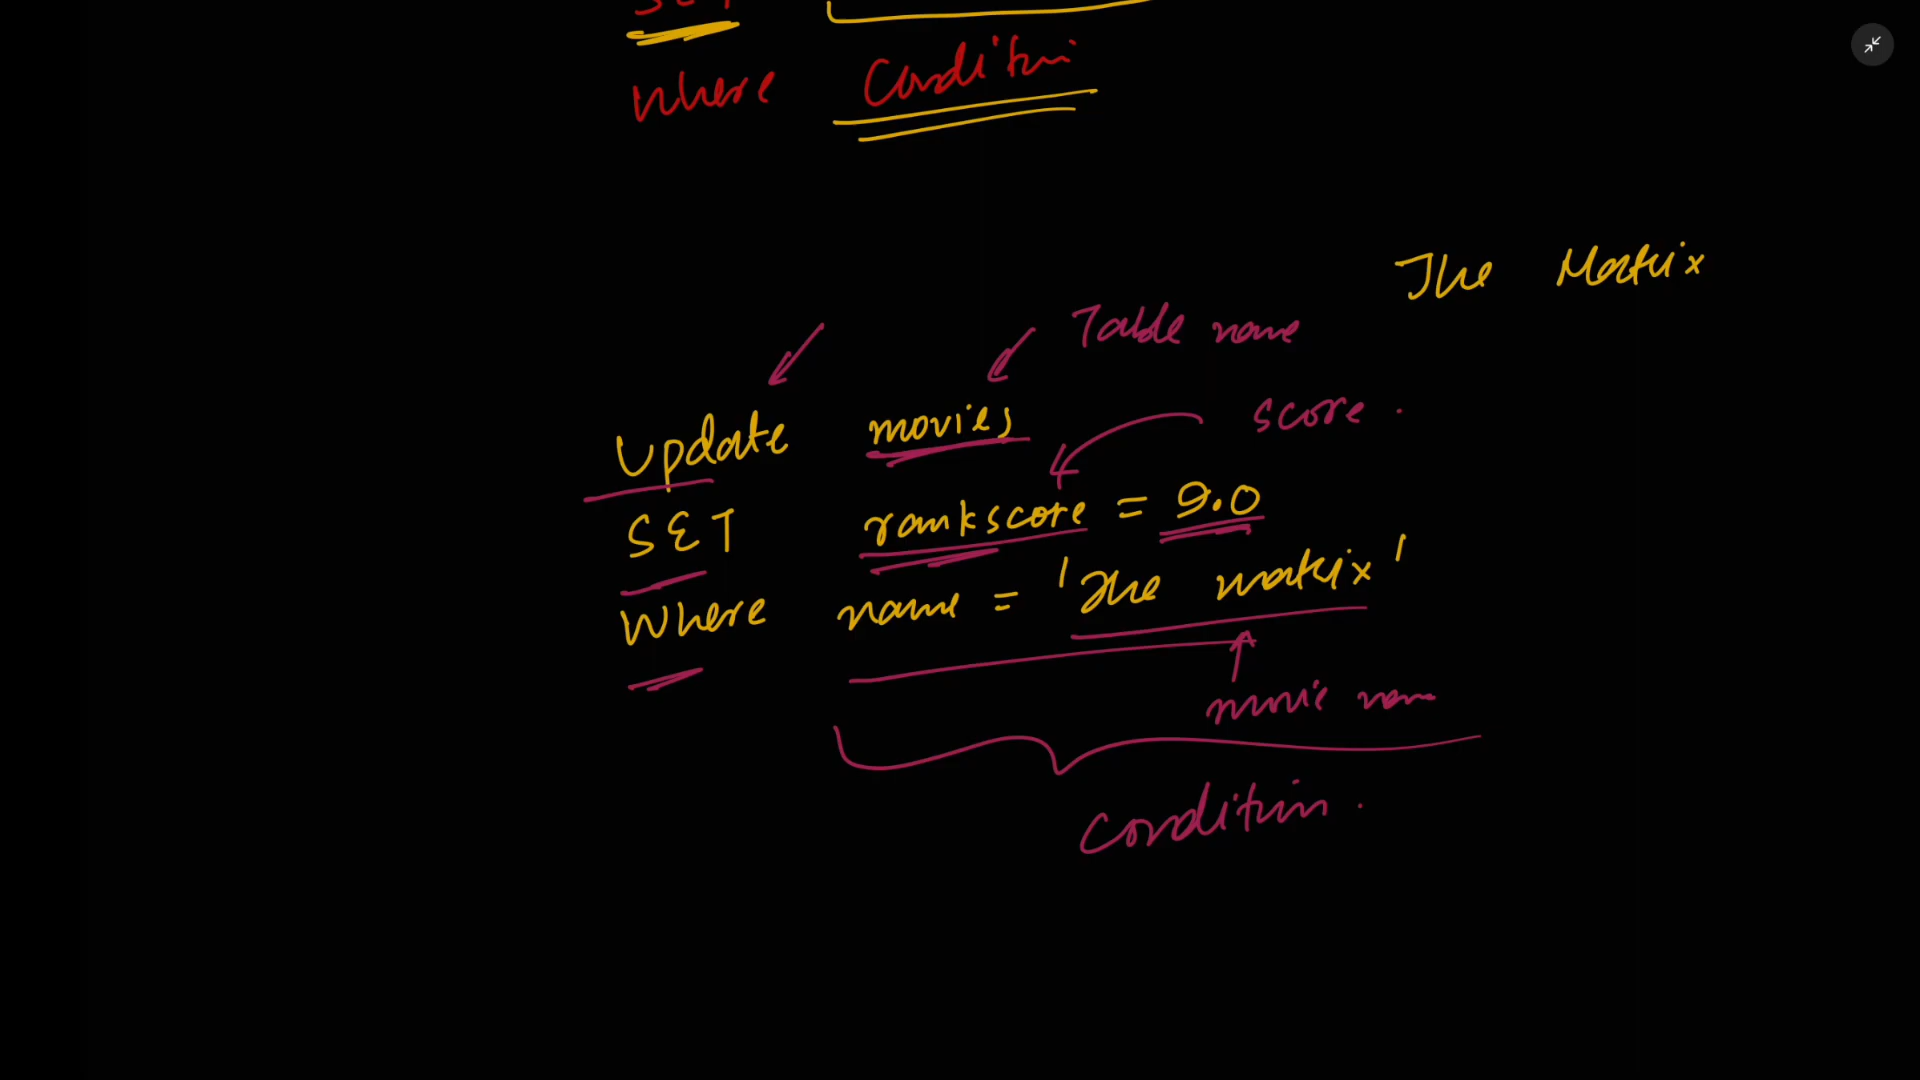 SET
Where Condition
The Matrix
Table name
Update movies
score.
SET rankscore = 9.0
Where name = 'The matrix'
movie name
Condition.